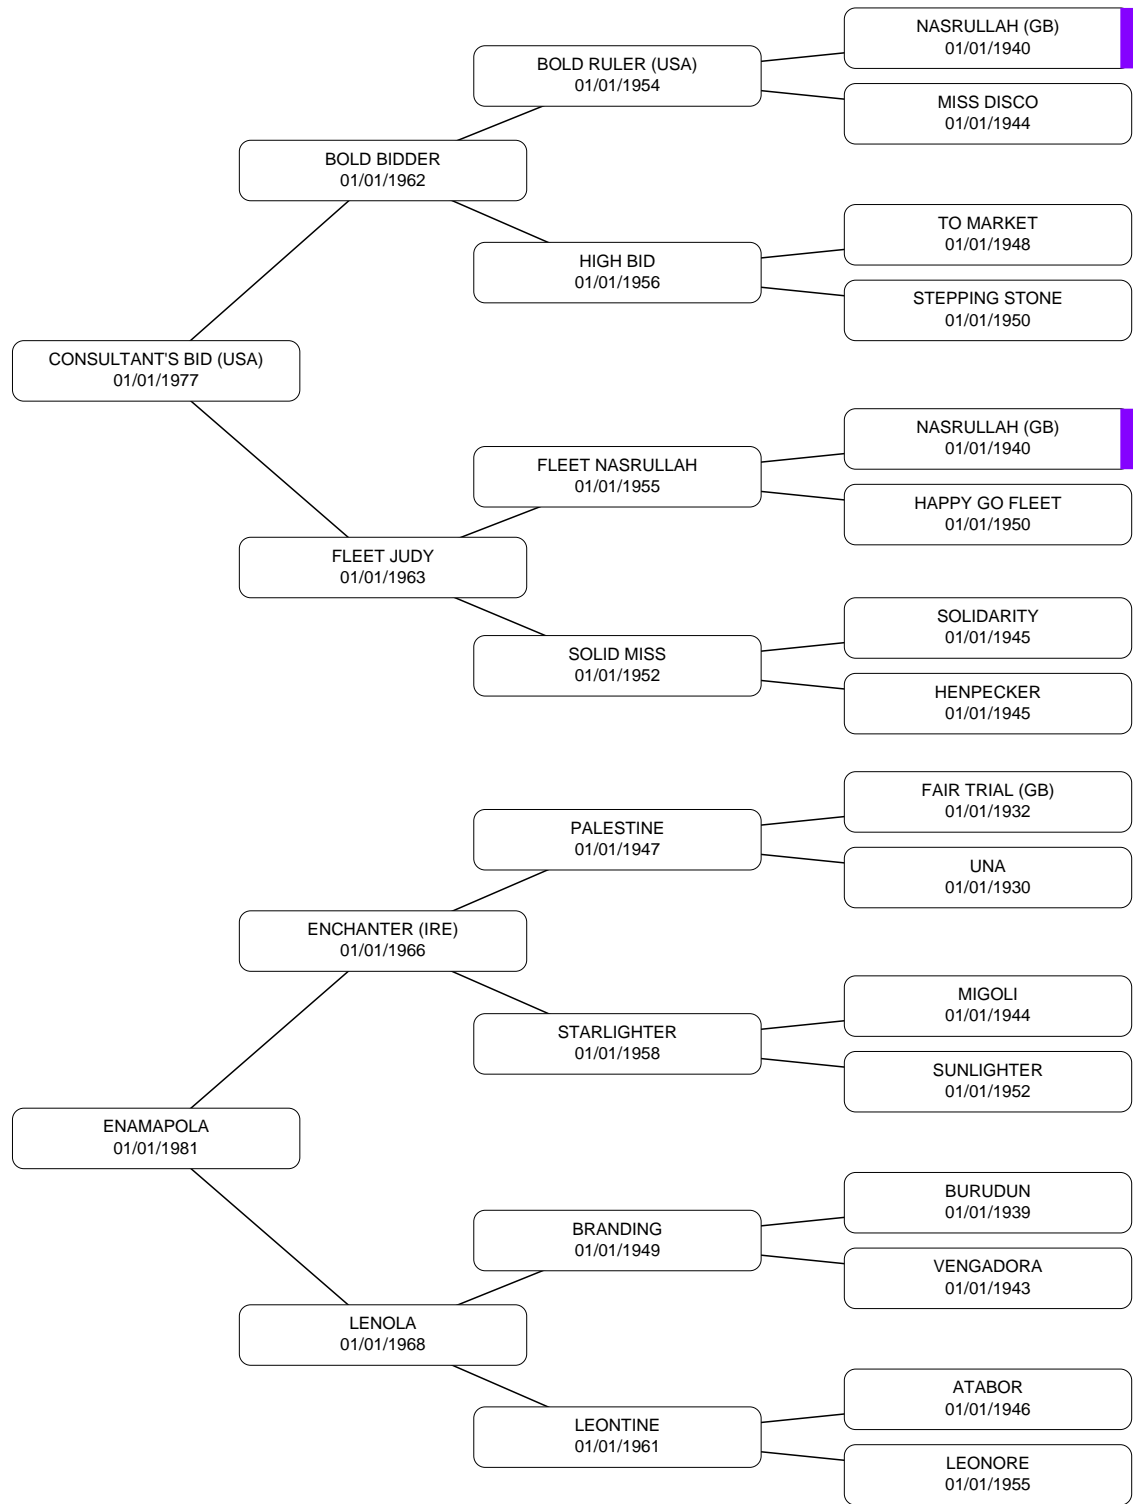 NASRULLAH (GB)
01/01/1940
BOLD RULER (USA)
01/01/1954
MISS DISCO
01/01/1944
BOLD BIDDER
01/01/1962
TO MARKET
01/01/1948
HIGH BID
01/01/1956
STEPPING STONE
01/01/1950
CONSULTANT'S BID (USA)
01/01/1977
NASRULLAH (GB)
01/01/1940
FLEET NASRULLAH
01/01/1955
HAPPY GO FLEET
01/01/1950
FLEET JUDY
01/01/1963
SOLIDARITY
01/01/1945
SOLID MISS
01/01/1952
HENPECKER
01/01/1945
FAIR TRIAL (GB)
01/01/1932
PALESTINE
01/01/1947
UNA
01/01/1930
ENCHANTER (IRE)
01/01/1966
MIGOLI
01/01/1944
STARLIGHTER
01/01/1958
SUNLIGHTER
01/01/1952
ENAMAPOLA
01/01/1981
BURUDUN
01/01/1939
BRANDING
01/01/1949
VENGADORA
01/01/1943
LENOLA
01/01/1968
ATABOR
01/01/1946
LEONTINE
01/01/1961
LEONORE
01/01/1955